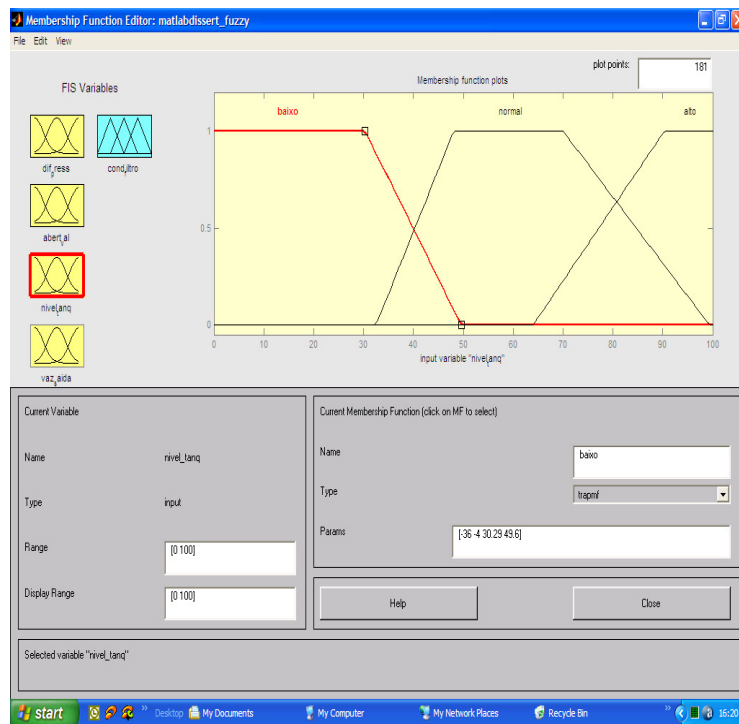 Membership Function Editor: matlabdissert_fuzzy
File Edit View
FIS Variables
plot points: 181
Membership function plots
baixo normal alto
1
0.5
0
0 10 20 30 40 50 60 70 80 90 100
input variable "nivel_tanq"
dif_press
cond_filtro
abert_val
nivel_tanq
vaz_saida
Current Variable
Name nivel_tanq
Type input
Range [0 100]
Display Range [0 100]
Current Membership Function (click on MF to select)
Name baixo
Type trapmf
Params [-36 -4 30.29 49.6]
Help Close
Selected variable "nivel_tanq"
start Desktop My Documents My Computer My Network Places Recycle Bin 16:20